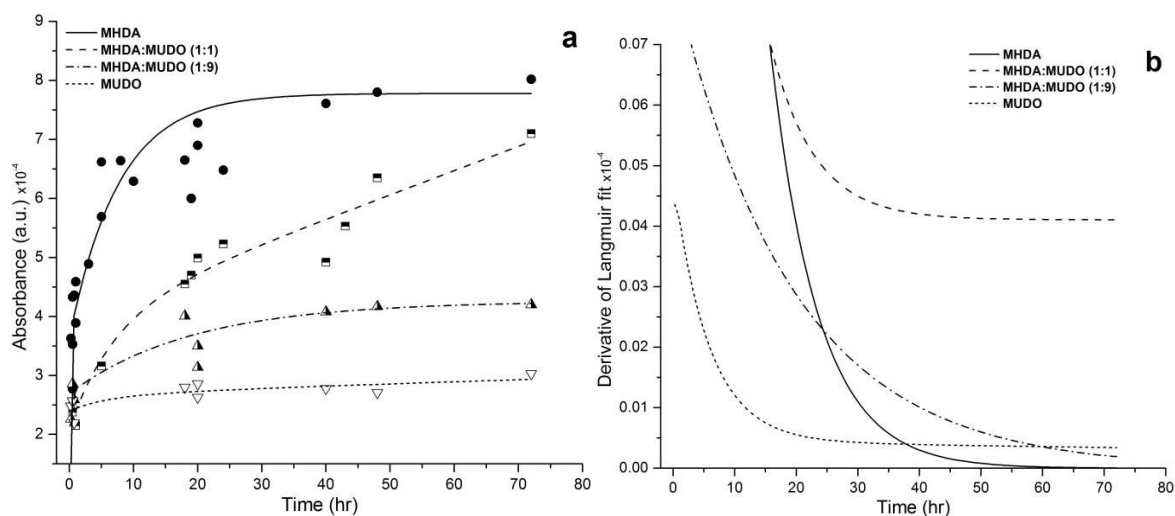 a
MHDA
MHDA:MUDO (1:1)
MHDA:MUDO (1:9)
MUDO
Absorbance (a.u.) x10⁻⁴
9
8
7
6
5
4
3
2
0 10 20 30 40 50 60 70 80
Time (hr)
b
MHDA
MHDA:MUDO (1:1)
MHDA:MUDO (1:9)
MUDO
Derivative of Langmuir fit x10⁻⁴
0.07
0.06
0.05
0.04
0.03
0.02
0.01
0.00
0 10 20 30 40 50 60 70 80
Time (hr)